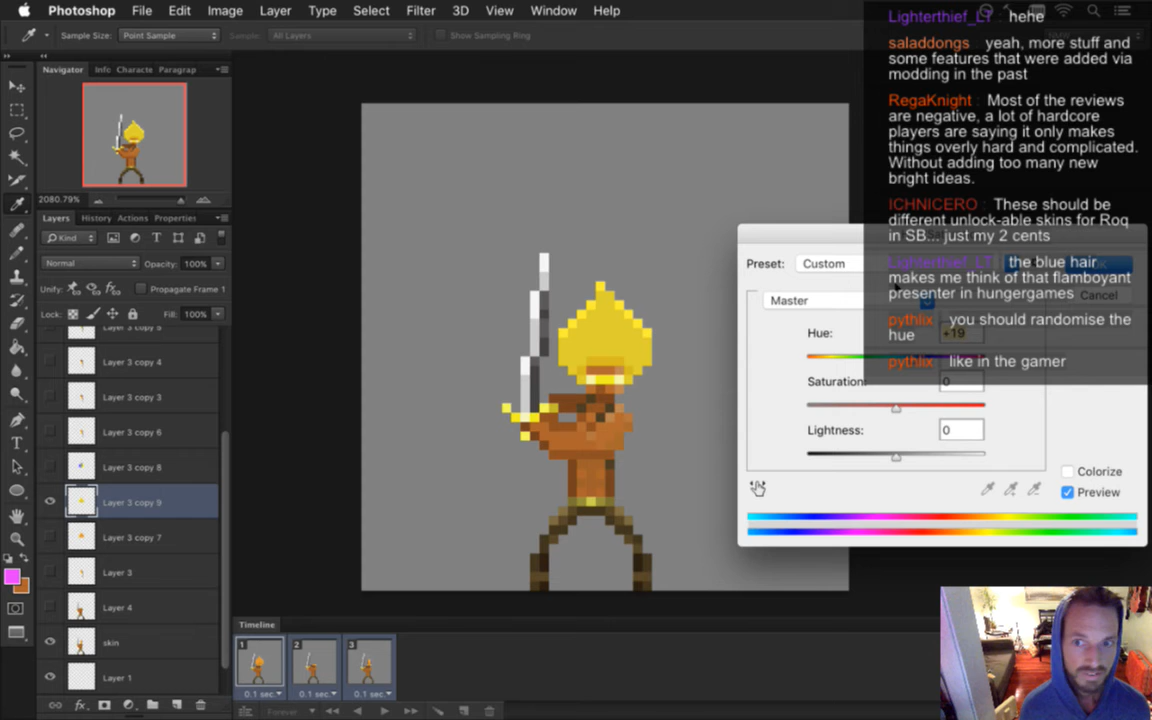 Photoshop File Edit Image Layer Type Select Filter 3D View Window Help
Sample Size: Point Sample Sample: All Layers Show Sampling Ring
Navigator Info Characte Paragrap
2080.79%
Layers History Actions Properties
Kind
Normal Opacity: 100%
Unify: Propagate Frame 1
Lock: Fill: 100%
Layer 3 copy 4
Layer 3 copy 3
Layer 3 copy 6
Layer 3 copy 8
Layer 3 copy 9
Layer 3 copy 7
Layer 3
Layer 4
skin
Layer 1
Timeline
1 2 3
0.1 sec. 0.1 sec. 0.1 sec.
Forever
Lighterthief_LT : hehe
saladdongs yeah, more stuff and
some features that were added via
modding in the past
RegaKnight : Most of the reviews
are negative, a lot of hardcore
players are saying it only makes
things overly hard and complicated.
Without adding too many new
bright ideas.
ICHNICERO : These should be
different unlock-able skins for Roq
in SB... just my 2 cents
Lighterthief_LT : the blue hair
makes me think of that flamboyant
presenter in hungergames
pythlix : you should randomise the
hue
pythlix : like in the gamer
Preset: Custom
Cancel
Master
Hue: +19
Saturation: 0
Lightness: 0
Colorize
Preview